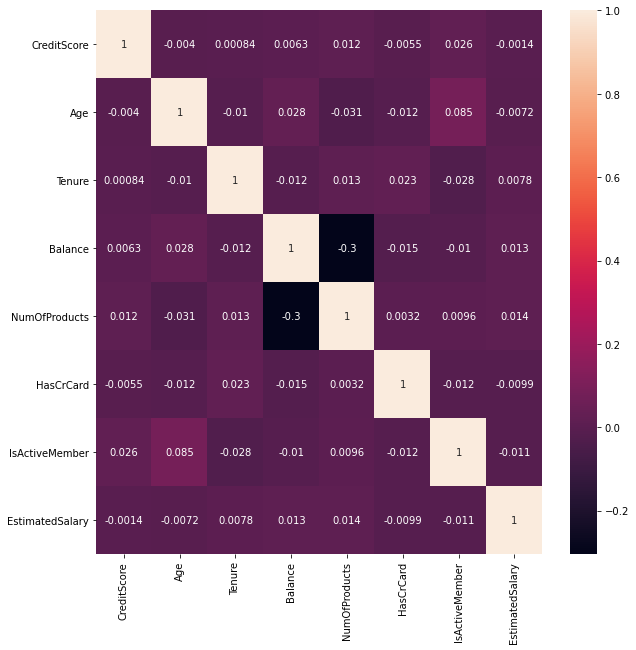 1.0
CreditScore 1 -0.004 0.00084 0.0063 0.012 -0.0055 0.026 -0.0014
0.8
Age -0.004 1 -0.01 0.028 -0.031 -0.012 0.085 -0.0072
Tenure 0.00084 -0.01 1 -0.012 0.013 0.023 -0.028 0.0078
0.6
Balance 0.0063 0.028 -0.012 1 -0.3 -0.015 -0.01 0.013
0.4
NumOfProducts 0.012 -0.031 0.013 -0.3 1 0.0032 0.0096 0.014
0.2
HasCrCard -0.0055 -0.012 0.023 -0.015 0.0032 1 -0.012 -0.0099
0.0
IsActiveMember 0.026 0.085 -0.028 -0.01 0.0096 -0.012 1 -0.011
−0.2
EstimatedSalary -0.0014 -0.0072 0.0078 0.013 0.014 -0.0099 -0.011 1
CreditScore
Age
Tenure
Balance
NumOfProducts
HasCrCard
IsActiveMember
EstimatedSalary